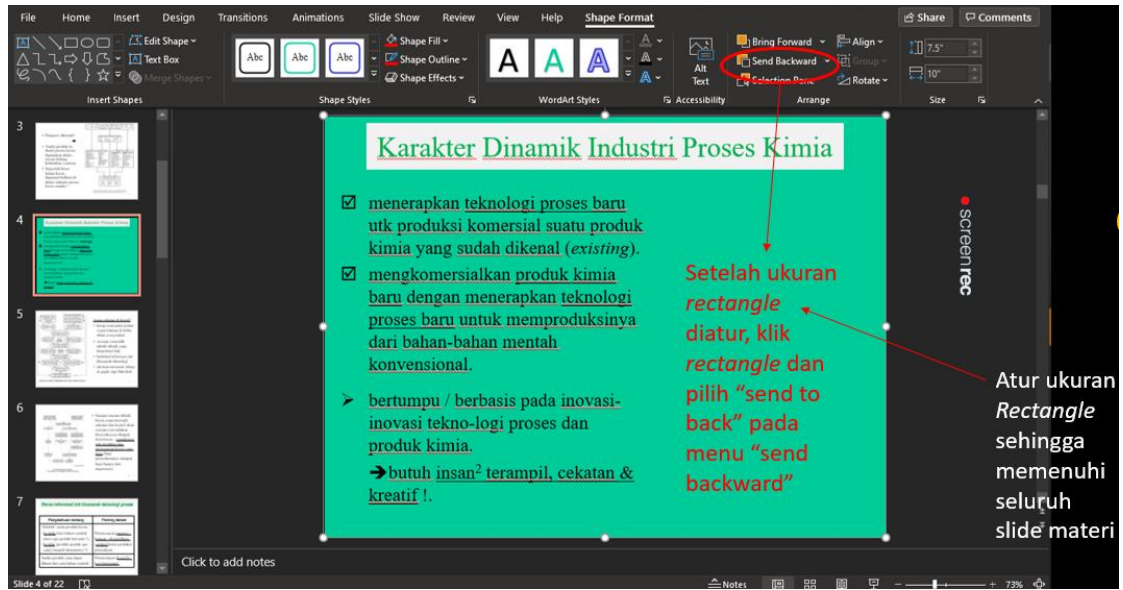 File Home Insert Design Transitions Animations Slide Show Review View Help Shape Format Share Comments
Edit Shape
Text Box
Merge Shapes
Insert Shapes
Abc Abc Abc
Shape Fill
Shape Outline
Shape Effects
Shape Styles
A A A
WordArt Styles
Alt
Text
Accessibility
Bring Forward
Send Backward
Selection Pane
Align
Group
Rotate
Arrange
7.5"
10"
Size
3
4
5
6
7
Karakter Dinamik Industri Proses Kimia
menerapkan teknologi proses baru
utk produksi komersial suatu produk
kimia yang sudah dikenal (existing).
mengkomersialkan produk kimia
baru dengan menerapkan teknologi
proses baru untuk memproduksinya
dari bahan-bahan mentah
konvensional.
bertumpu / berbasis pada inovasi-
inovasi tekno-logi proses dan
produk kimia.
➔butuh insan² terampil, cekatan &
kreatif !.
Setelah ukuran
rectangle
diatur, klik
rectangle dan
pilih “send to
back” pada
menu “send
backward”
screenrec
Atur ukuran
Rectangle
sehingga
memenuhi
seluruh
slide materi
Click to add notes
Slide 4 of 22
Notes
73%